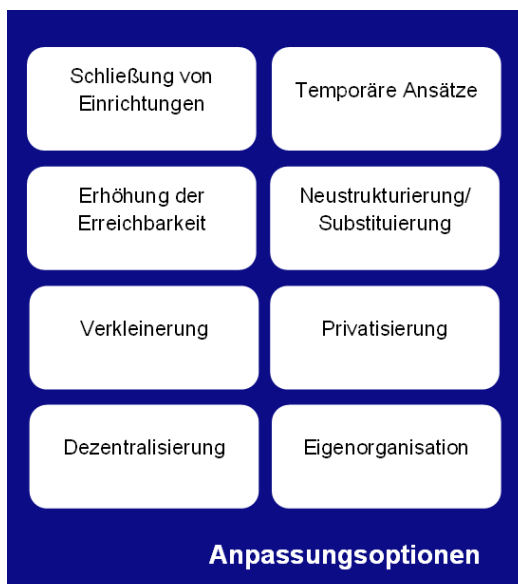 Schließung von
Einrichtungen
Temporäre Ansätze
Erhöhung der
Erreichbarkeit
Neustrukturierung/
Substituierung
Verkleinerung
Privatisierung
Dezentralisierung
Eigenorganisation
Anpassungsoptionen